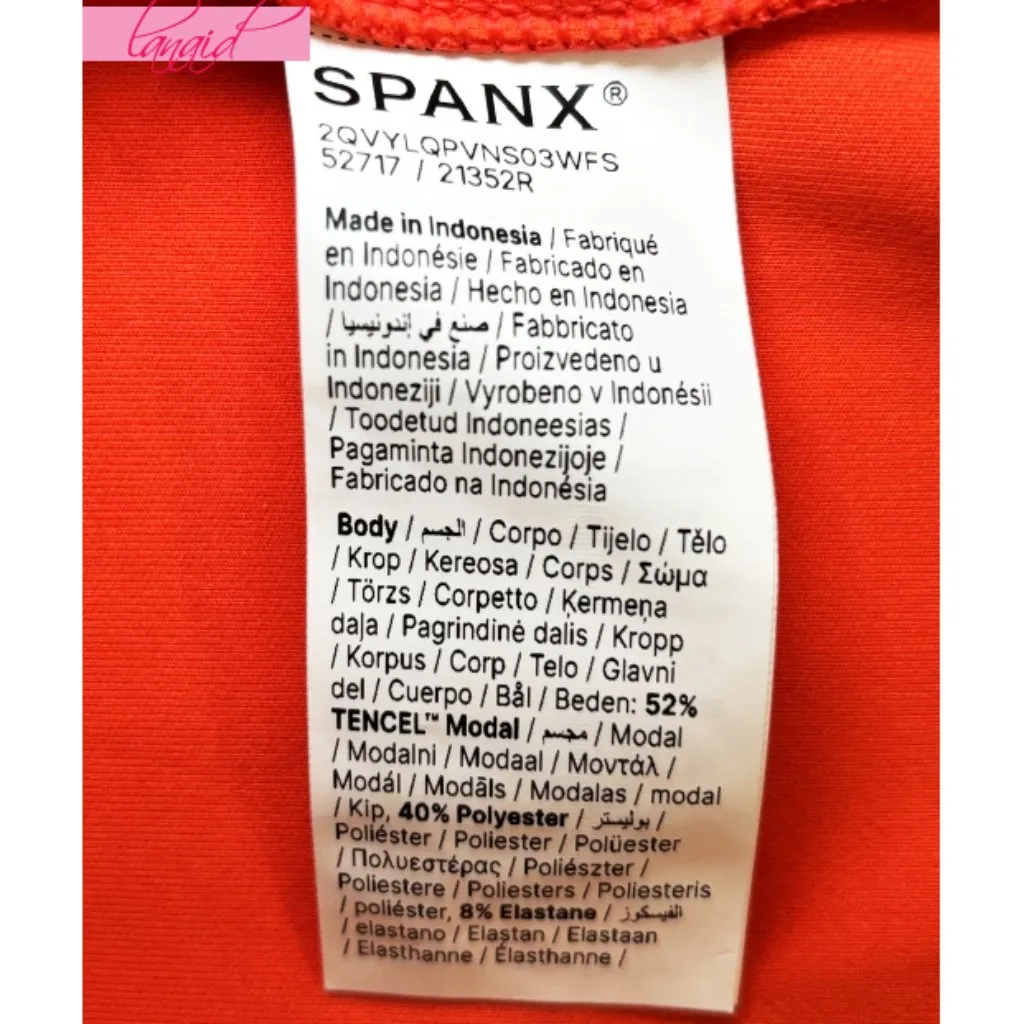 langid
SPANX®
2QVYLQPVNS03WFS
52717 / 21352R
Made in Indonesia / Fabriqué
en Indonésie / Fabricado en
Indonesia / Hecho en Indonesia
/ صنع في إندونيسيا / Fabbricato
in Indonesia / Proizvedeno u
Indoneziji / Vyrobeno v Indonésii
/ Toodetud Indoneesias /
Pagaminta Indonezijoje /
Fabricado na Indonésia
Body / الجسم / Corpo / Tijelo / Tělo
/ Krop / Kereosa / Corps / Σώμα
/ Törzs / Corpetto / Ķermeņa
daļa / Pagrindinė dalis / Kropp
/ Korpus / Corp / Telo / Glavni
del / Cuerpo / Bål / Beden: 52%
TENCEL™ Modal / مجسم / Modal
/ Modalni / Modaal / Μοντάλ /
Modál / Modāls / Modalas / modal
/ Kip, 40% Polyester / بوليستر /
Poliéster / Poliester / Polüester
/ Πολυεστέρας / Poliészter /
Poliestere / Poliesters / Poliesteris
/ poliéster, 8% Elastane / الفيسكوز
/ elastano / Elaştan / Elastaan
/ Elasthanne / Élasthanne /